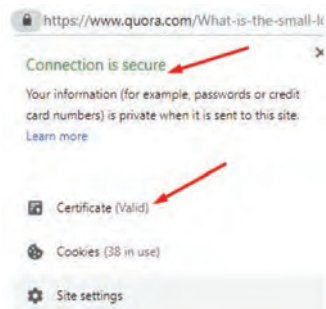 https://www.quora.com/What-is-the-small-l
Connection is secure
Your information (for example, passwords or credit
card numbers) is private when it is sent to this site.
Learn more
Certificate (Valid)
Cookies (38 in use)
Site settings